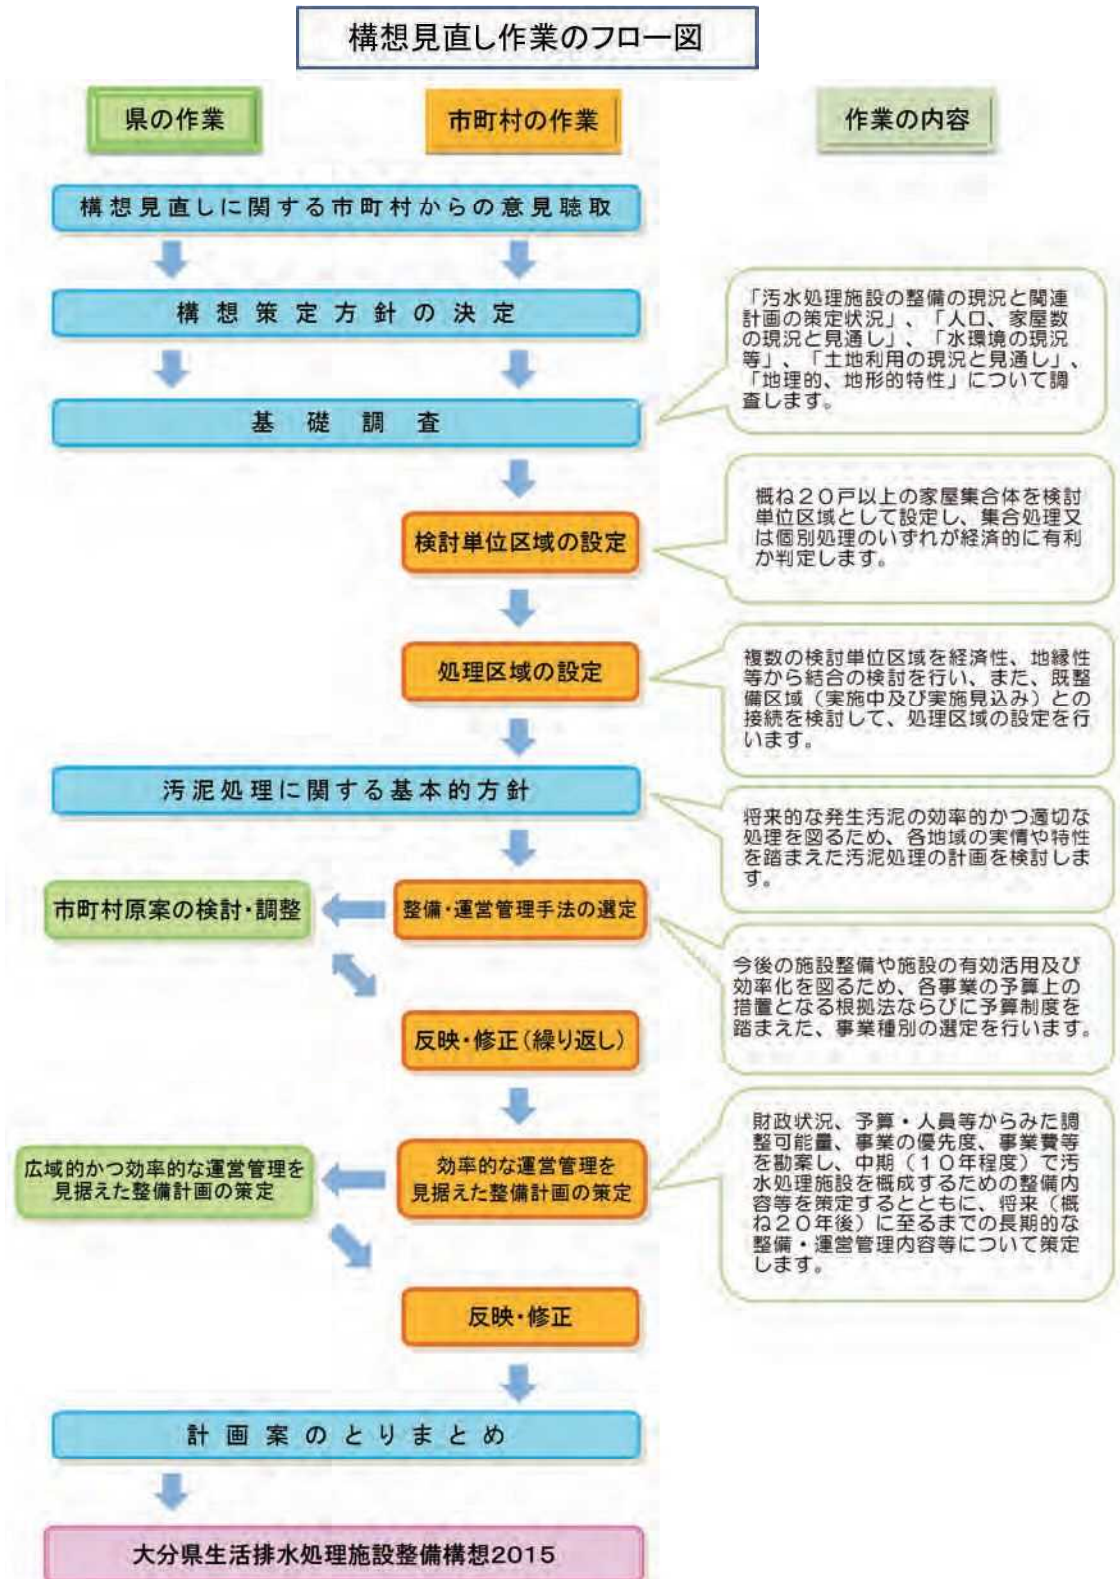 構想見直し作業のフロー図
県の作業
市町村の作業
作業の内容
構想見直しに関する市町村からの意見聴取
構想策定方針の決定
基礎調査
「汚水処理施設の整備の現況と関連
計画の策定状況」、「人口、家屋数
の現況と見通し」、「水環境の現況
等」、「土地利用の現況と見通し」、
「地理的、地形的特性」について調
査します。
検討単位区域の設定
概ね20戸以上の家屋集合体を検討
単位区域として設定し、集合処理又
は個別処理のいずれが経済的に有利
か判定します。
処理区域の設定
複数の検討単位区域を経済性、地縁性
等から結合の検討を行い、また、既整
備区域（実施中及び実施見込み）との
接続を検討して、処理区域の設定を行
います。
汚泥処理に関する基本的方針
将来的な発生汚泥の効率的かつ適切な
処理を図るため、各地域の実情や特性
を踏まえた汚泥処理の計画を検討しま
す。
市町村原案の検討・調整
整備・運営管理手法の選定
今後の施設整備や施設の有効活用及び
効率化を図るため、各事業の予算上の
措置となる根拠法ならびに予算制度を
踏まえた、事業種別の選定を行います。
反映・修正（繰り返し）
広域的かつ効率的な運営管理を
見据えた整備計画の策定
効率的な運営管理を
見据えた整備計画の策定
財政状況、予算・人員等からみた調
整可能量、事業の優先度、事業費等
を勘案し、中期（10年程度）で汚
水処理施設を概成するための整備内
容等を策定するとともに、将来（概
ね20年後）に至るまでの長期的な
整備・運営管理内容等について策定
します。
反映・修正
計画案のとりまとめ
大分県生活排水処理施設整備構想2015